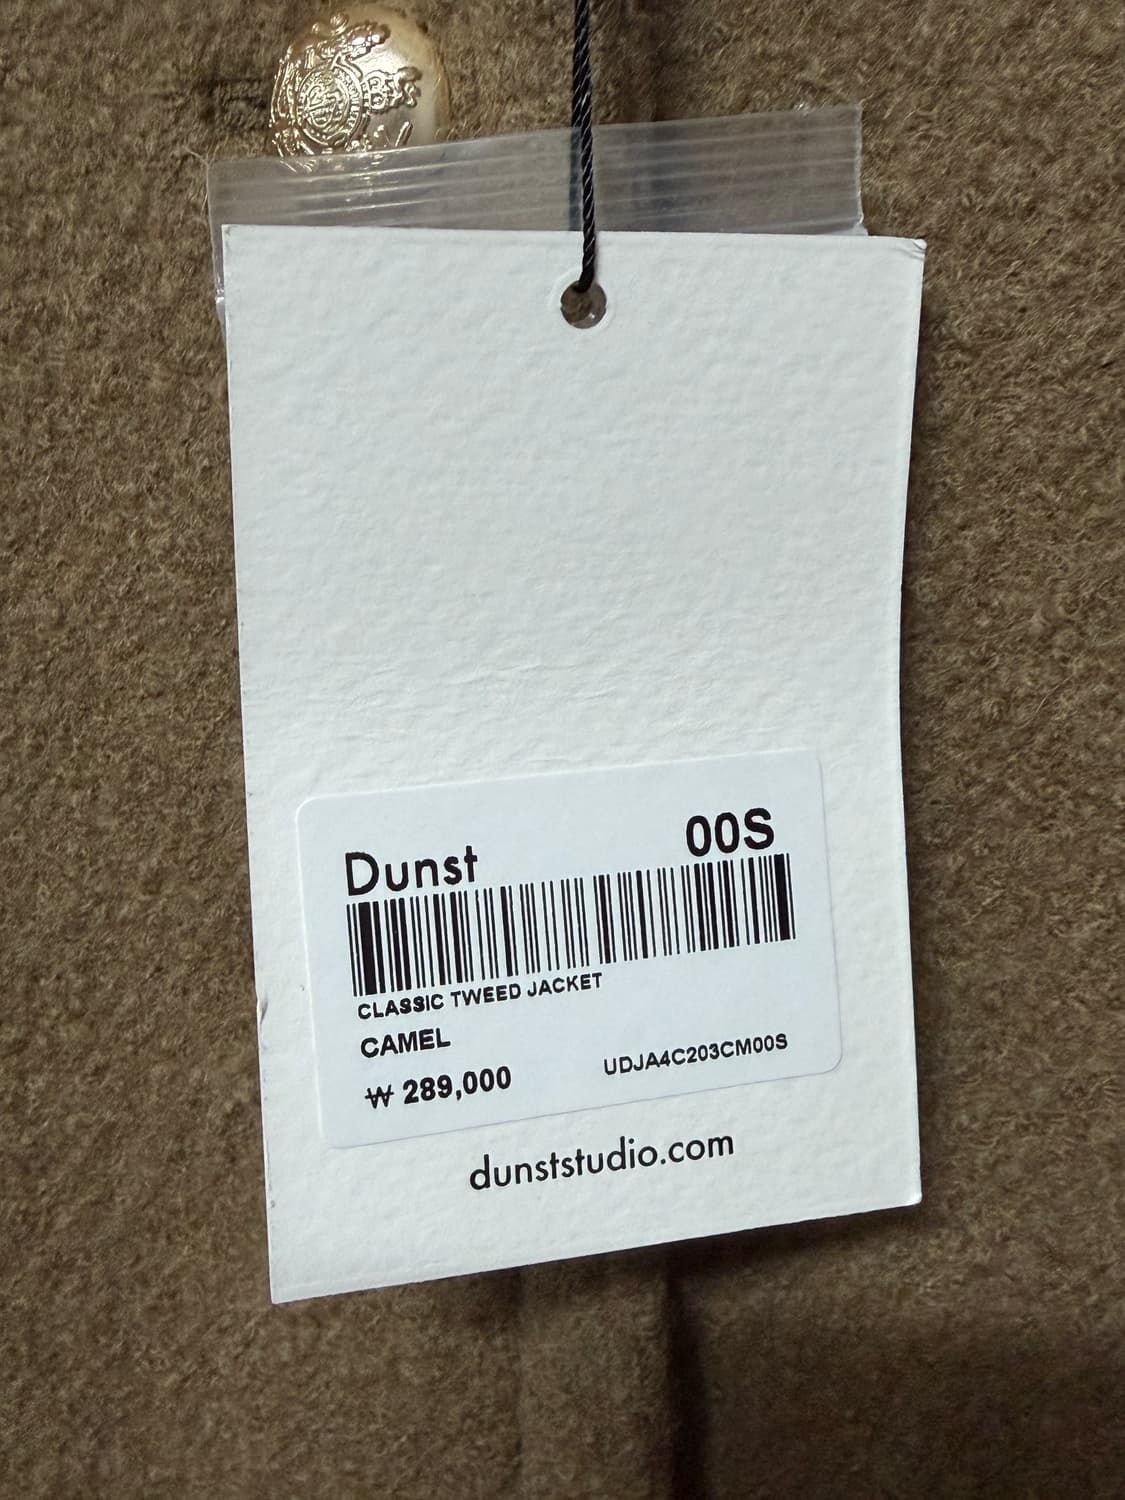 Dunst 00S
CLASSIC TWEED JACKET
CAMEL
₩ 289,000 UDJA4C203CM00S
dunststudio.com